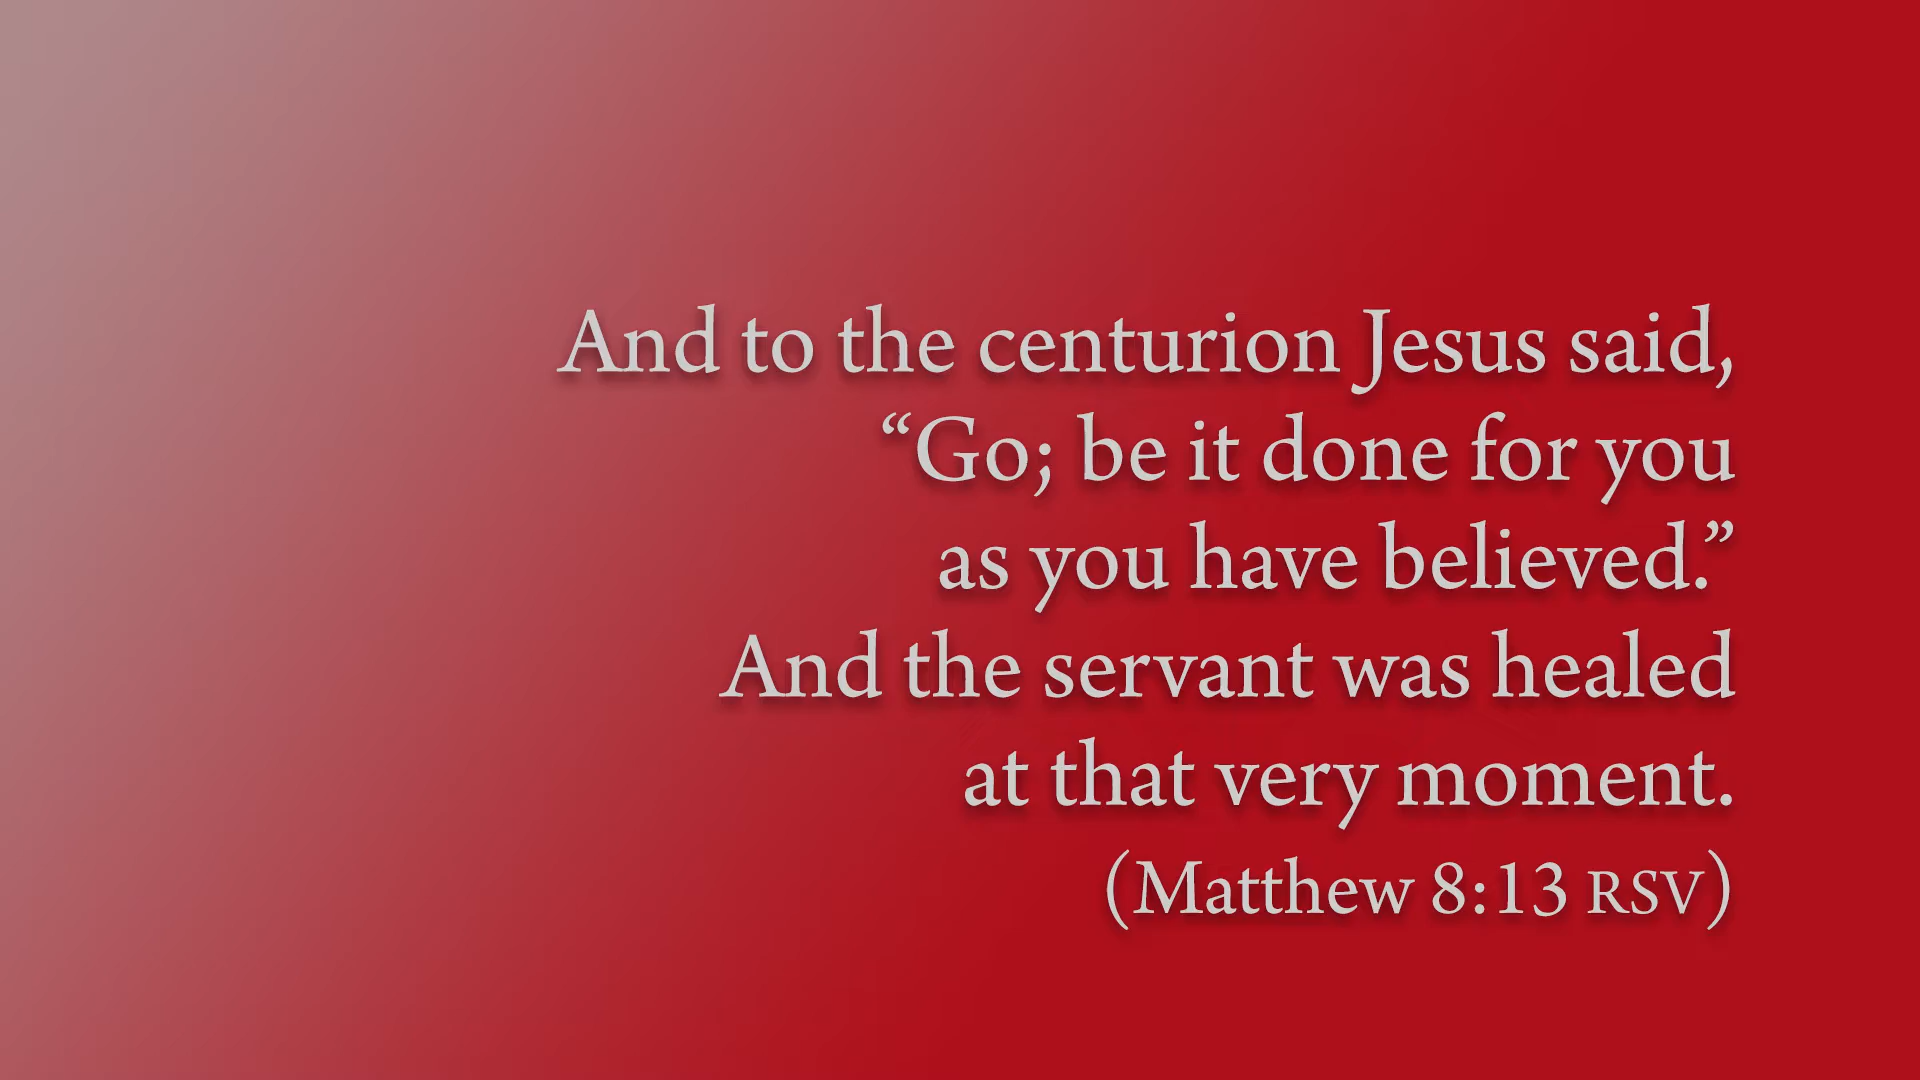 And to the centurion Jesus said,
“Go; be it done for you
as you have believed.”
And the servant was healed
at that very moment.
(Matthew 8:13 RSV)